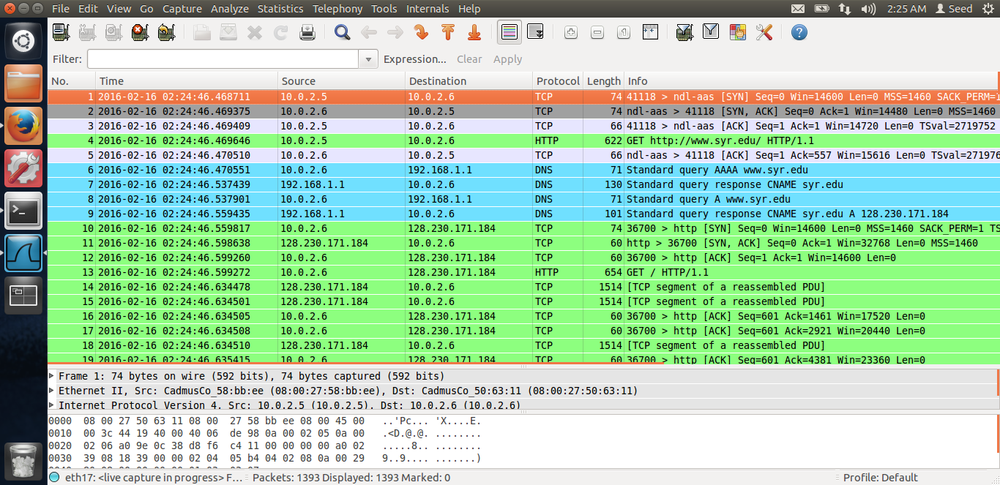 File Edit View Go Capture Analyze Statistics Telephony Tools Internals Help 2:25 AM Seed
Filter: Expression... Clear Apply
No. Time Source Destination Protocol Length Info
1 2016-02-16 02:24:46.468711 10.0.2.5 10.0.2.6 TCP 74 41118 > ndl-aas [SYN] Seq=0 Win=14600 Len=0 MSS=1460 SACK_PERM=1
2 2016-02-16 02:24:46.469375 10.0.2.6 10.0.2.5 TCP 74 ndl-aas > 41118 [SYN, ACK] Seq=0 Ack=1 Win=14480 Len=0 MSS=1460
3 2016-02-16 02:24:46.469409 10.0.2.5 10.0.2.6 TCP 66 41118 > ndl-aas [ACK] Seq=1 Ack=1 Win=14720 Len=0 TSval=2719752
4 2016-02-16 02:24:46.469646 10.0.2.5 10.0.2.6 HTTP 622 GET http://www.syr.edu/ HTTP/1.1
5 2016-02-16 02:24:46.470510 10.0.2.6 10.0.2.5 TCP 66 ndl-aas > 41118 [ACK] Seq=1 Ack=557 Win=15616 Len=0 TSval=271976
6 2016-02-16 02:24:46.470551 10.0.2.6 192.168.1.1 DNS 71 Standard query AAAA www.syr.edu
7 2016-02-16 02:24:46.537439 192.168.1.1 10.0.2.6 DNS 130 Standard query response CNAME syr.edu
8 2016-02-16 02:24:46.537901 10.0.2.6 192.168.1.1 DNS 71 Standard query A www.syr.edu
9 2016-02-16 02:24:46.559435 192.168.1.1 10.0.2.6 DNS 101 Standard query response CNAME syr.edu A 128.230.171.184
10 2016-02-16 02:24:46.559817 10.0.2.6 128.230.171.184 TCP 74 36700 > http [SYN] Seq=0 Win=14600 Len=0 MSS=1460 SACK_PERM=1 TS
11 2016-02-16 02:24:46.598638 128.230.171.184 10.0.2.6 TCP 60 http > 36700 [SYN, ACK] Seq=0 Ack=1 Win=32768 Len=0 MSS=1460
12 2016-02-16 02:24:46.599260 10.0.2.6 128.230.171.184 TCP 60 36700 > http [ACK] Seq=1 Ack=1 Win=14600 Len=0
13 2016-02-16 02:24:46.599272 10.0.2.6 128.230.171.184 HTTP 654 GET / HTTP/1.1
14 2016-02-16 02:24:46.634478 128.230.171.184 10.0.2.6 TCP 1514 [TCP segment of a reassembled PDU]
15 2016-02-16 02:24:46.634501 128.230.171.184 10.0.2.6 TCP 1514 [TCP segment of a reassembled PDU]
16 2016-02-16 02:24:46.634505 10.0.2.6 128.230.171.184 TCP 60 36700 > http [ACK] Seq=601 Ack=1461 Win=17520 Len=0
17 2016-02-16 02:24:46.634508 10.0.2.6 128.230.171.184 TCP 60 36700 > http [ACK] Seq=601 Ack=2921 Win=20440 Len=0
18 2016-02-16 02:24:46.634510 128.230.171.184 10.0.2.6 TCP 1514 [TCP segment of a reassembled PDU]
19 2016-02-16 02:24:46.635415 10.0.2.6 128.230.171.184 TCP 60 36700 > http [ACK] Seq=601 Ack=4381 Win=23360 Len=0
Frame 1: 74 bytes on wire (592 bits), 74 bytes captured (592 bits)
Ethernet II, Src: CadmusCo_58:bb:ee (08:00:27:58:bb:ee), Dst: CadmusCo_50:63:11 (08:00:27:50:63:11)
Internet Protocol Version 4, Src: 10.0.2.5 (10.0.2.5), Dst: 10.0.2.6 (10.0.2.6)
0000 08 00 27 50 63 11 08 00 27 58 bb ee 08 00 45 00 ..'Pc... 'X....E.
0010 00 3c 44 19 40 00 40 06 de 98 0a 00 02 05 0a 00 .<D.@.@. ........
0020 02 06 a0 9e 0c 38 d8 f6 c4 11 00 00 00 00 a0 02 .....8.. ........
0030 39 08 18 39 00 00 02 04 05 b4 04 02 08 0a 00 29 9..9.... .......)
eth17: <live capture in progress> F... Packets: 1393 Displayed: 1393 Marked: 0 Profile: Default